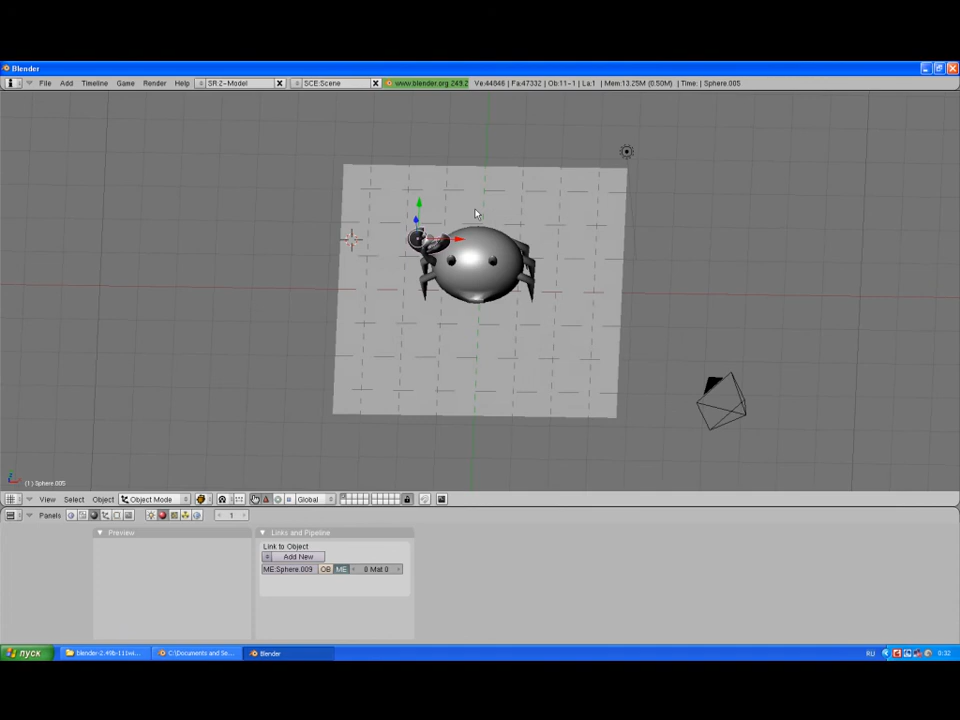 Blender
File Add Timeline Game Render Help SR:2-Model SCE:Scene www.blender.org 249.2 Ve:44846 | Fa:47332 | Ob:11-1 | La:1 | Mem:13.25M (0.50M) | Time: | Sphere.005
(1) Sphere.005
View Select Object Object Mode Global
Panels 1
Preview Links and Pipeline
Link to Object
Add New
ME:Sphere.009 OB ME 0 Mat 0
пуск blender-2.49b-111wi... C:\Documents and Se... Blender RU 0:32